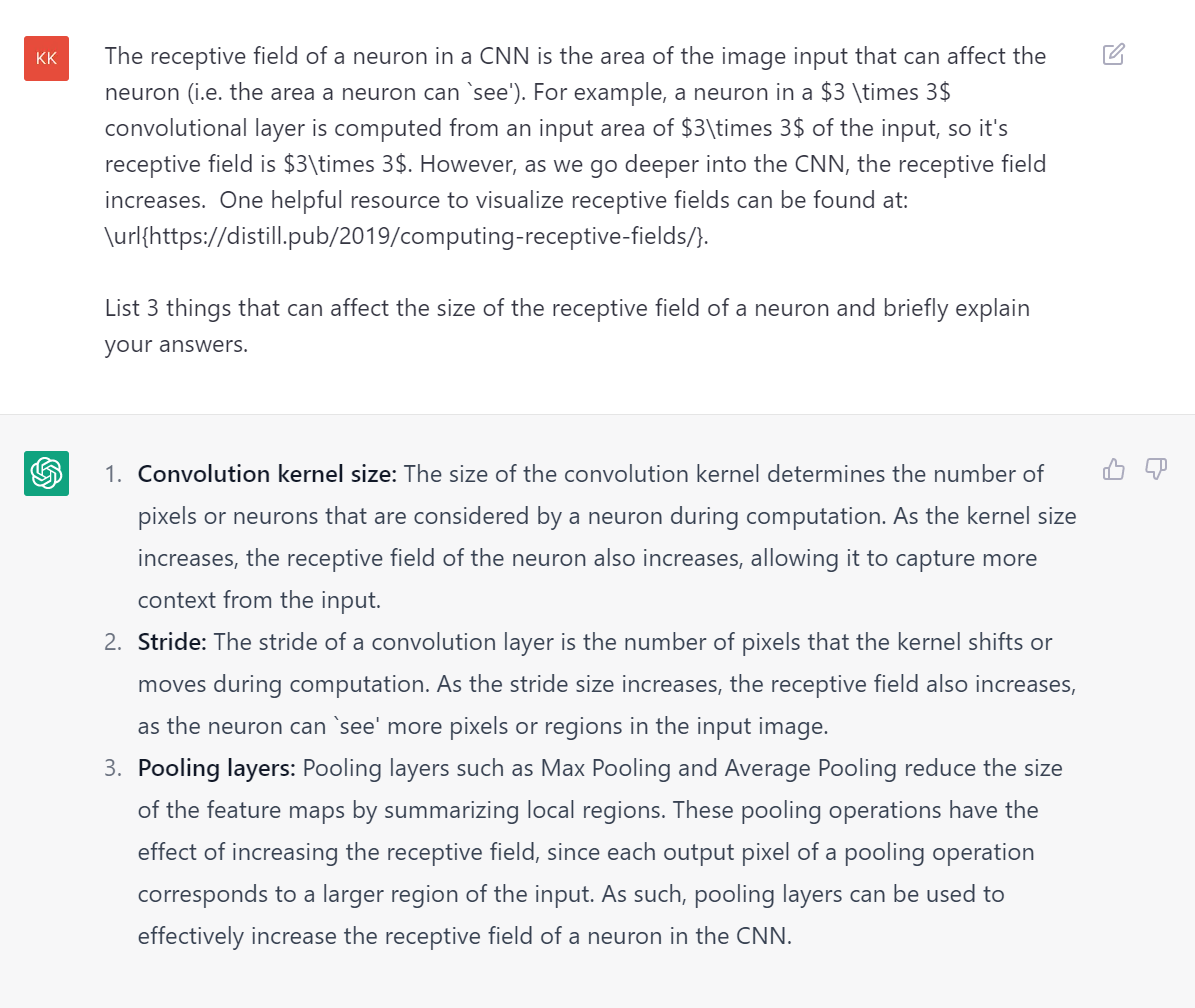 KK
The receptive field of a neuron in a CNN is the area of the image input that can affect the
neuron (i.e. the area a neuron can `see'). For example, a neuron in a $3 \times 3$
convolutional layer is computed from an input area of $3\times 3$ of the input, so it's
receptive field is $3\times 3$. However, as we go deeper into the CNN, the receptive field
increases.  One helpful resource to visualize receptive fields can be found at:
\url{https://distill.pub/2019/computing-receptive-fields/}.
List 3 things that can affect the size of the receptive field of a neuron and briefly explain
your answers.
1. Convolution kernel size: The size of the convolution kernel determines the number of
pixels or neurons that are considered by a neuron during computation. As the kernel size
increases, the receptive field of the neuron also increases, allowing it to capture more
context from the input.
2. Stride: The stride of a convolution layer is the number of pixels that the kernel shifts or
moves during computation. As the stride size increases, the receptive field also increases,
as the neuron can `see' more pixels or regions in the input image.
3. Pooling layers: Pooling layers such as Max Pooling and Average Pooling reduce the size
of the feature maps by summarizing local regions. These pooling operations have the
effect of increasing the receptive field, since each output pixel of a pooling operation
corresponds to a larger region of the input. As such, pooling layers can be used to
effectively increase the receptive field of a neuron in the CNN.